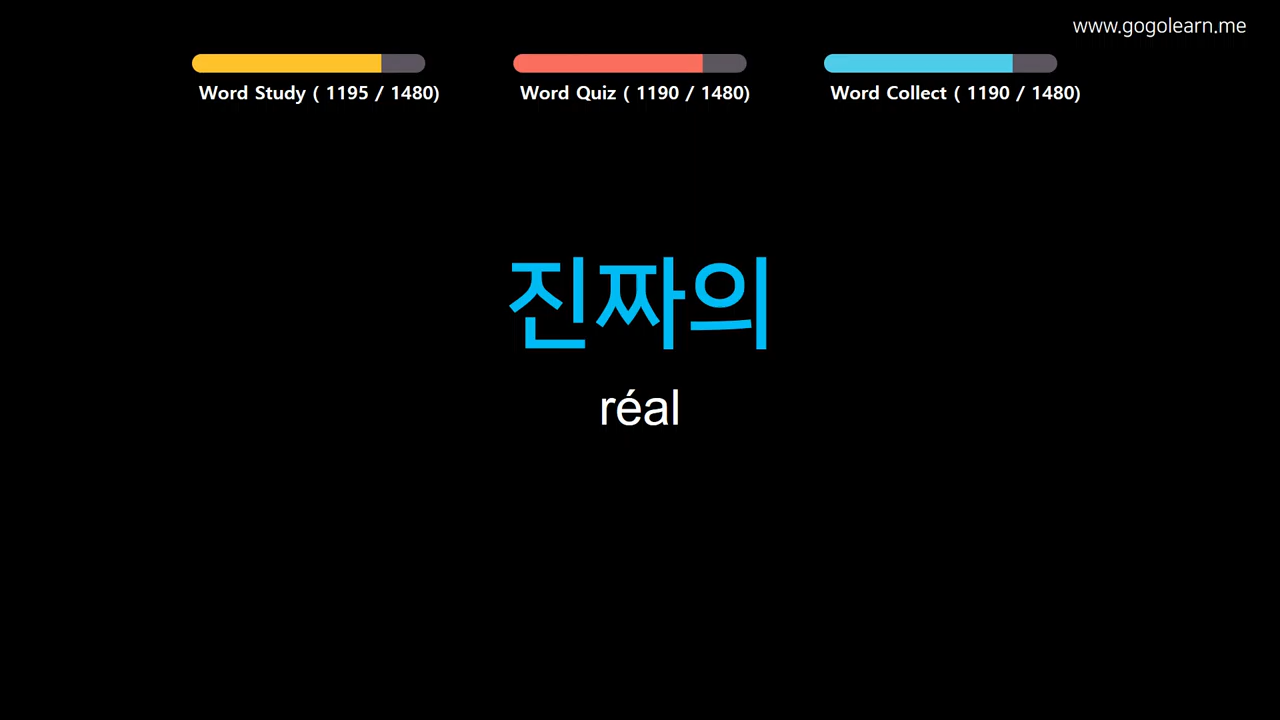 www.gogolearn.me
Word Study ( 1195 / 1480)
Word Quiz ( 1190 / 1480)
Word Collect ( 1190 / 1480)
진짜의
réal